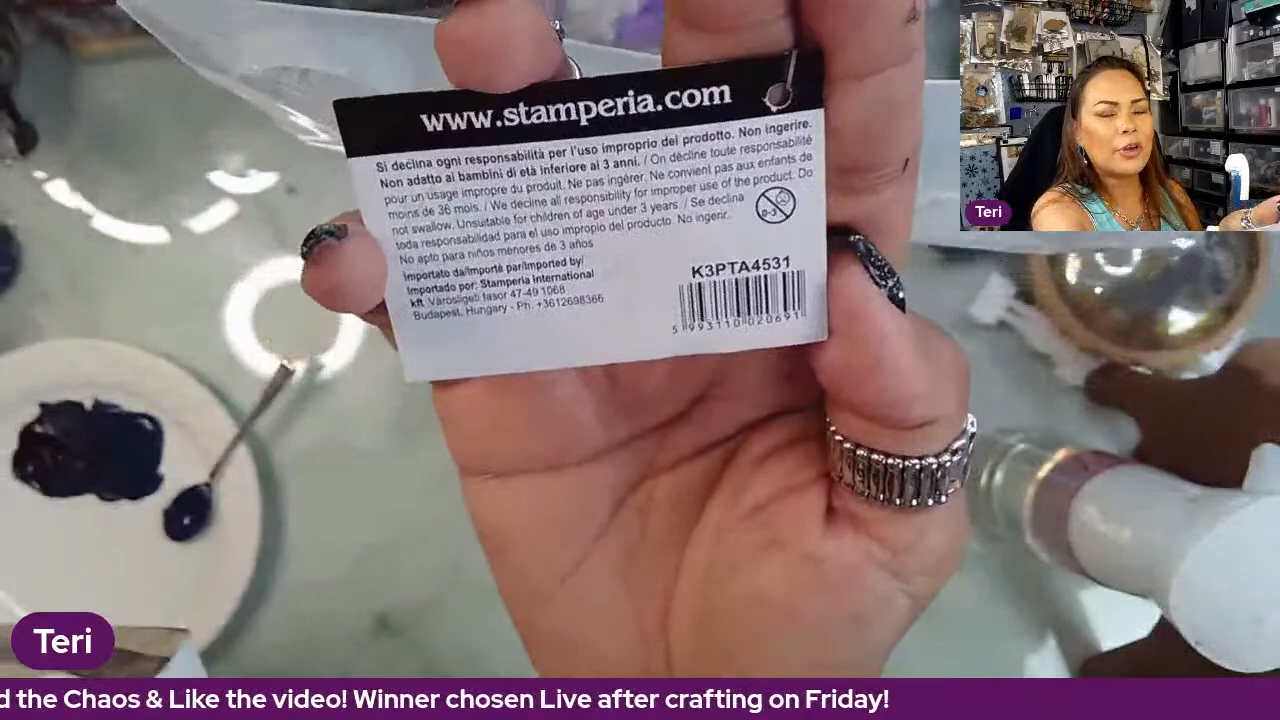 www.stamperia.com
Si declina ogni responsabilità per l'uso improprio del prodotto. Non ingerire.
Non adatto ai bambini di età inferiore ai 3 anni. / On décline toute responsabilité
pour un usage impropre du produit. Ne pas ingérer. Ne convient pas aux enfants de
moins de 36 mois. / We decline all responsibility for improper use of the product. Do
not swallow. Unsuitable for children of age under 3 years / Se declina
toda responsabilidad para el uso improprio del producto. No ingerir.
No apto para niños menores de 3 años
0-3
Importato da/Importé par/Imported by/
Importado por: Stamperia International
kft. Városligeti fasor 47-49 1068
Budapest, Hungary - Ph. +3612698366
K3PTA4531
5 993110 020691
Teri
Teri
d the Chaos & Like the video! Winner chosen Live after crafting on Friday!